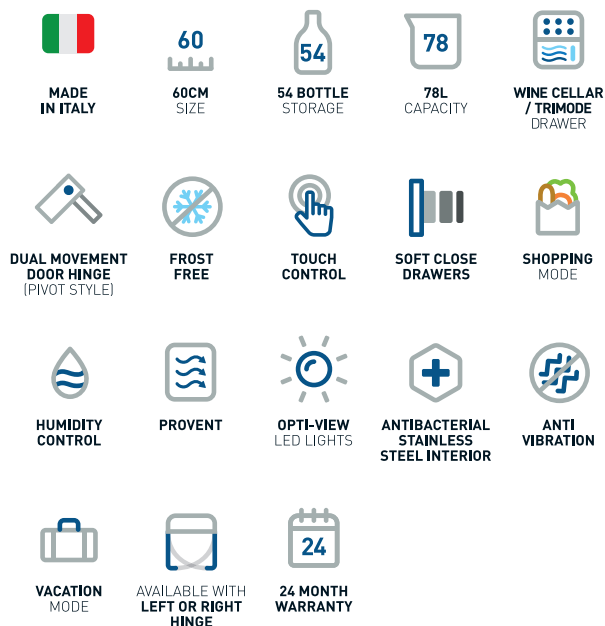 60
54
78
MADE
IN ITALY
60CM
SIZE
54 BOTTLE
STORAGE
78L
CAPACITY
WINE CELLAR
/ TRIMODE
DRAWER
DUAL MOVEMENT
DOOR HINGE
(PIVOT STYLE)
FROST
FREE
TOUCH
CONTROL
SOFT CLOSE
DRAWERS
SHOPPING
MODE
HUMIDITY
CONTROL
PROVENT
OPTI-VIEW
LED LIGHTS
ANTIBACTERIAL
STAINLESS
STEEL INTERIOR
ANTI
VIBRATION
24
VACATION
MODE
AVAILABLE WITH
LEFT OR RIGHT
HINGE
24 MONTH
WARRANTY